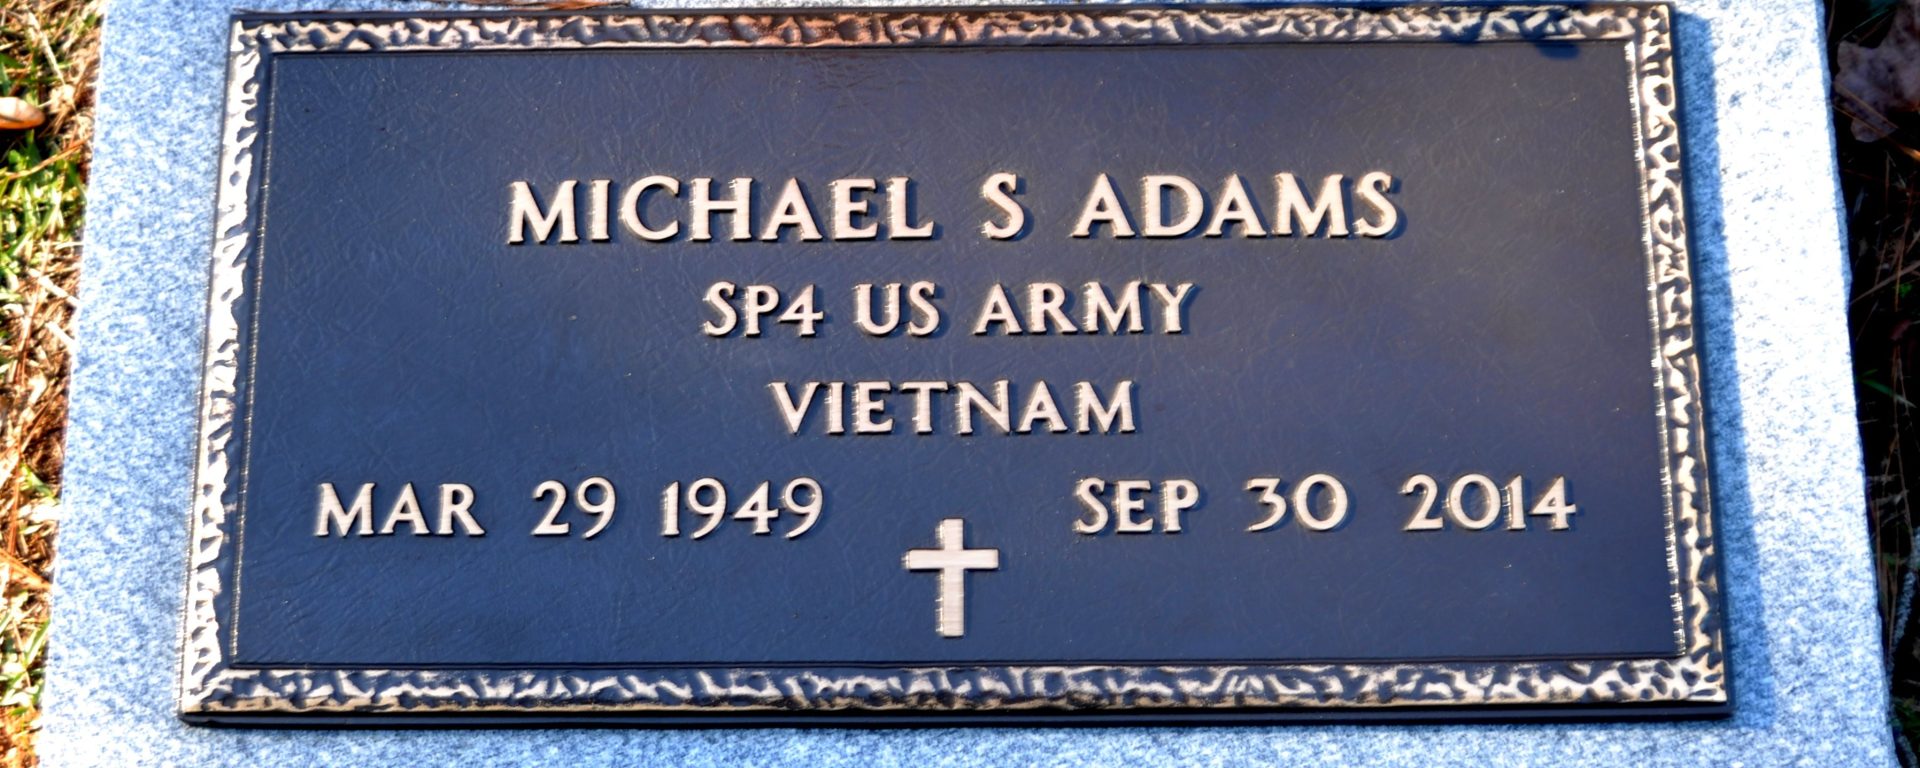 MICHAEL S ADAMS
SP4 US ARMY
VIETNAM
MAR 29 1949 SEP 30 2014